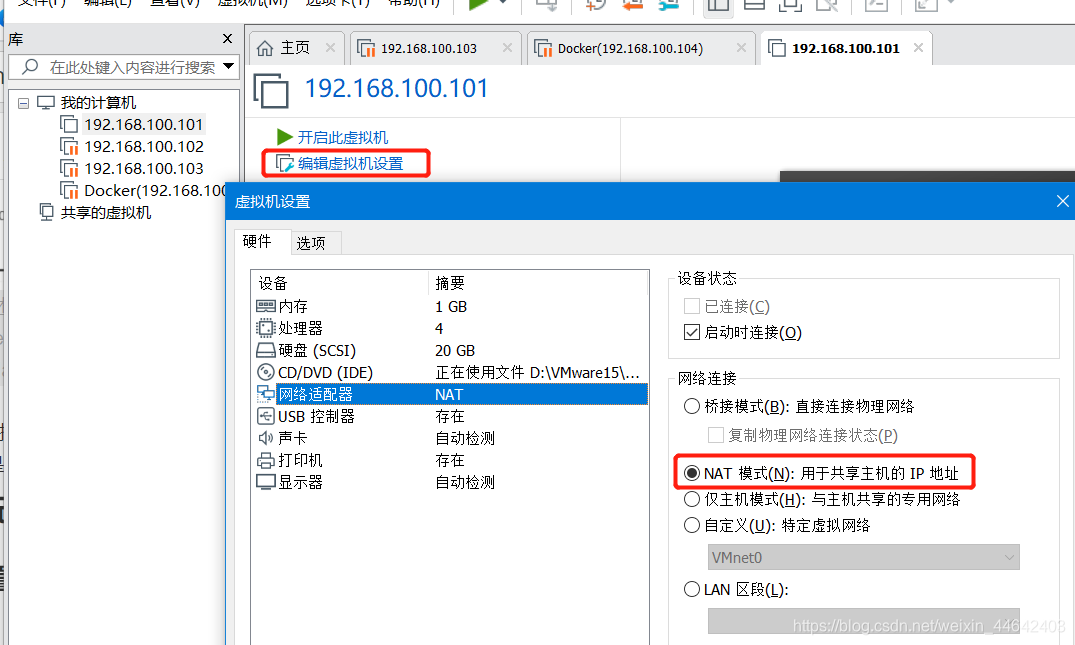 文件(F) 编辑(E) 查看(V) 虚拟机(M) 选项卡(T) 帮助(H)
库
在此处键入内容进行搜索
我的计算机
192.168.100.101
192.168.100.102
192.168.100.103
Docker(192.168.100
共享的虚拟机
主页
192.168.100.103
Docker(192.168.100.104)
192.168.100.101
192.168.100.101
开启此虚拟机
编辑虚拟机设置
虚拟机设置
硬件 选项
设备 摘要
内存 1 GB
处理器 4
硬盘 (SCSI) 20 GB
CD/DVD (IDE) 正在使用文件 D:\VMware15\...
网络适配器 NAT
USB 控制器 存在
声卡 自动检测
打印机 存在
显示器 自动检测
设备状态
已连接(C)
启动时连接(O)
网络连接
桥接模式(B): 直接连接物理网络
复制物理网络连接状态(P)
NAT 模式(N): 用于共享主机的 IP 地址
仅主机模式(H): 与主机共享的专用网络
自定义(U): 特定虚拟网络
VMnet0
LAN 区段(L):
https://blog.csdn.net/weixin_44642403